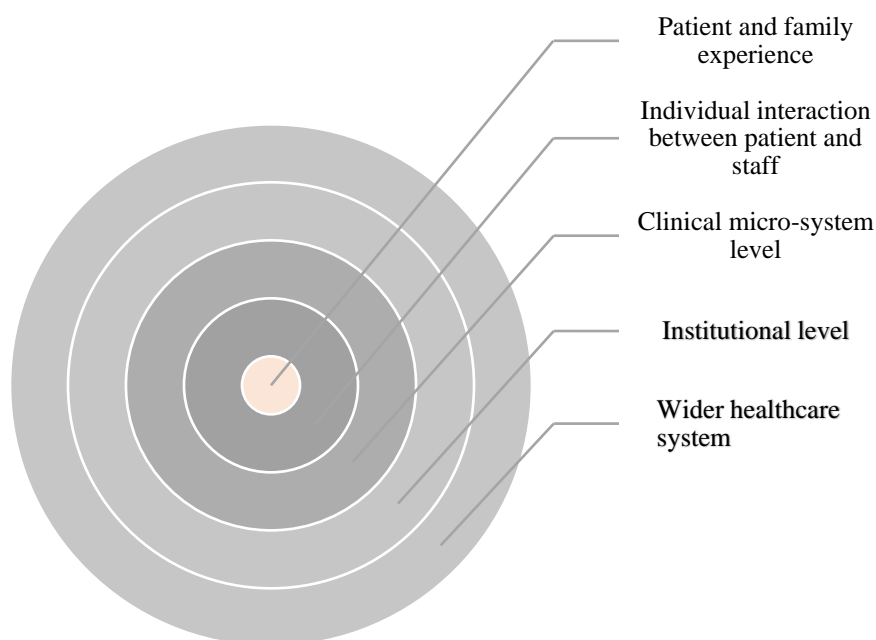 Patient and family
experience
Individual interaction
between patient and
staff
Clinical micro-system
level
Institutional level
Wider healthcare
system